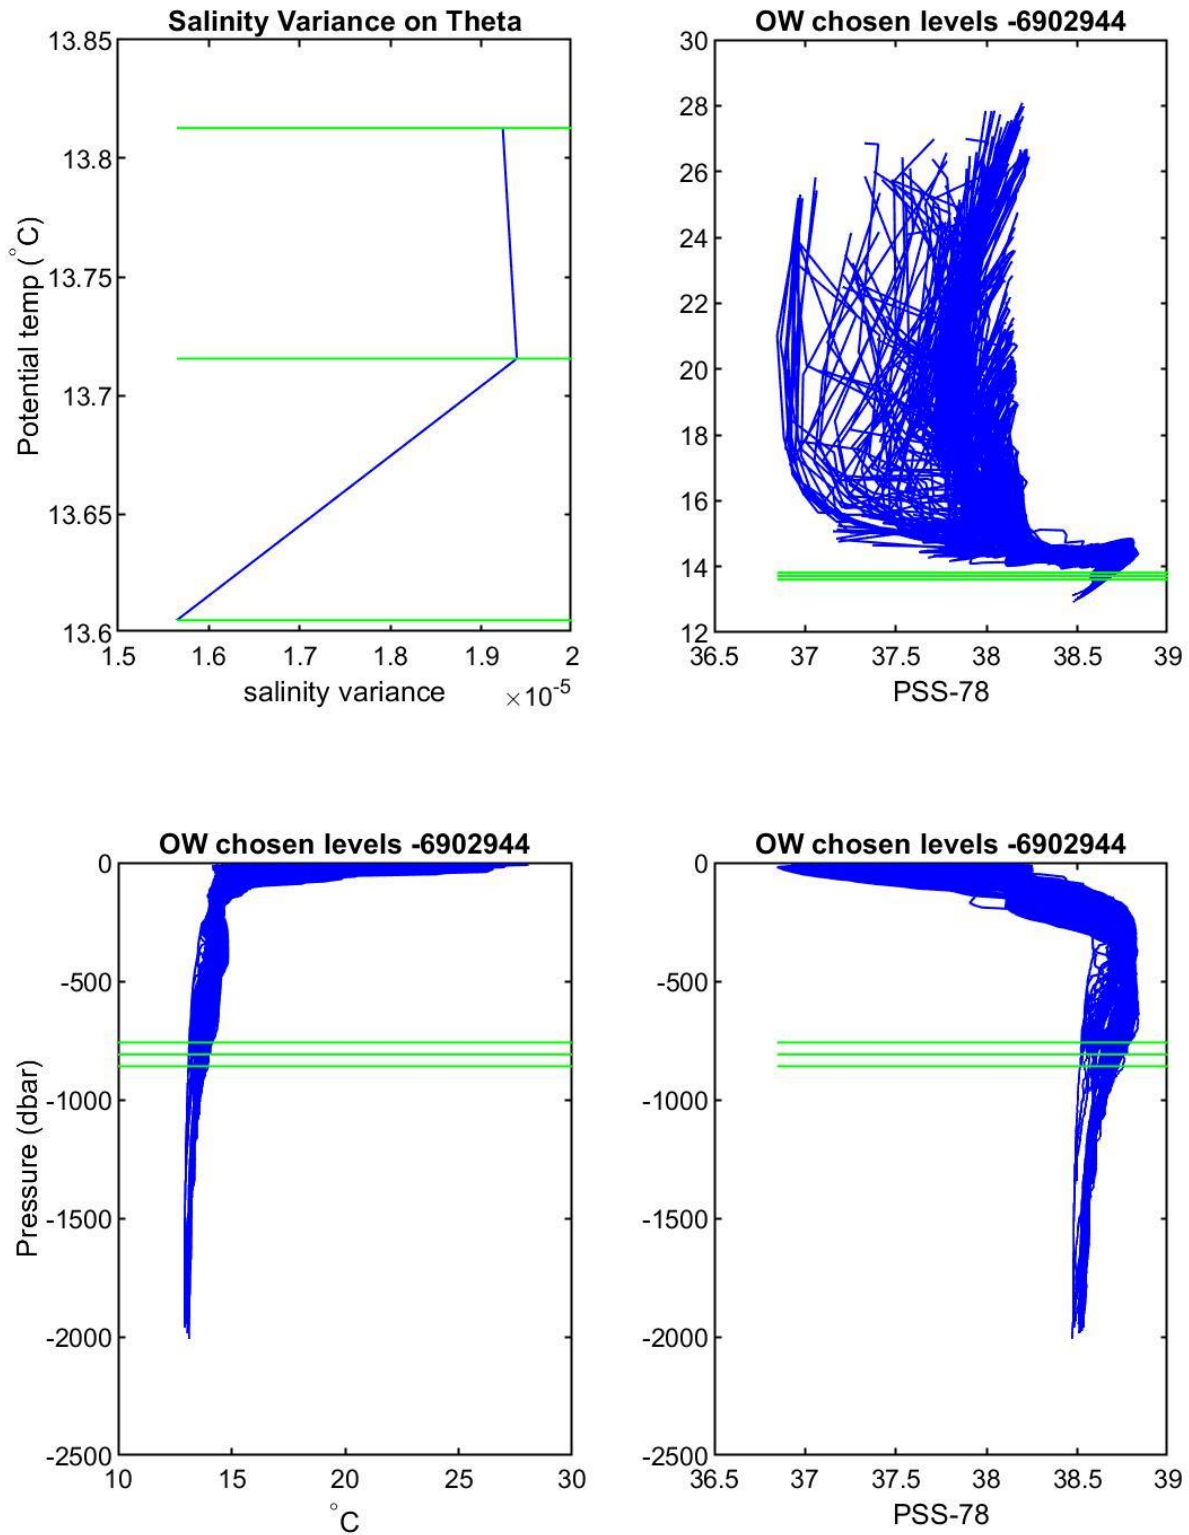 Salinity Variance on Theta
13.85
13.8
13.75
13.7
13.65
13.6
Potential temp (°C)
1.5 1.6 1.7 1.8 1.9 2
salinity variance ×10-5
OW chosen levels -6902944
30
28
26
24
22
20
18
16
14
12
36.5 37 37.5 38 38.5 39
PSS-78
OW chosen levels -6902944
0
-500
-1000
-1500
-2000
-2500
Pressure (dbar)
10 15 20 25 30
°C
OW chosen levels -6902944
0
-500
-1000
-1500
-2000
-2500
36.5 37 37.5 38 38.5 39
PSS-78